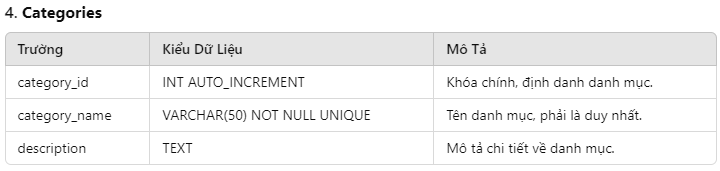 4. Categories
Trường Kiểu Dữ Liệu Mô Tả
category_id INT AUTO_INCREMENT Khóa chính, định danh danh mục.
category_name VARCHAR(50) NOT NULL UNIQUE Tên danh mục, phải là duy nhất.
description TEXT Mô tả chi tiết về danh mục.